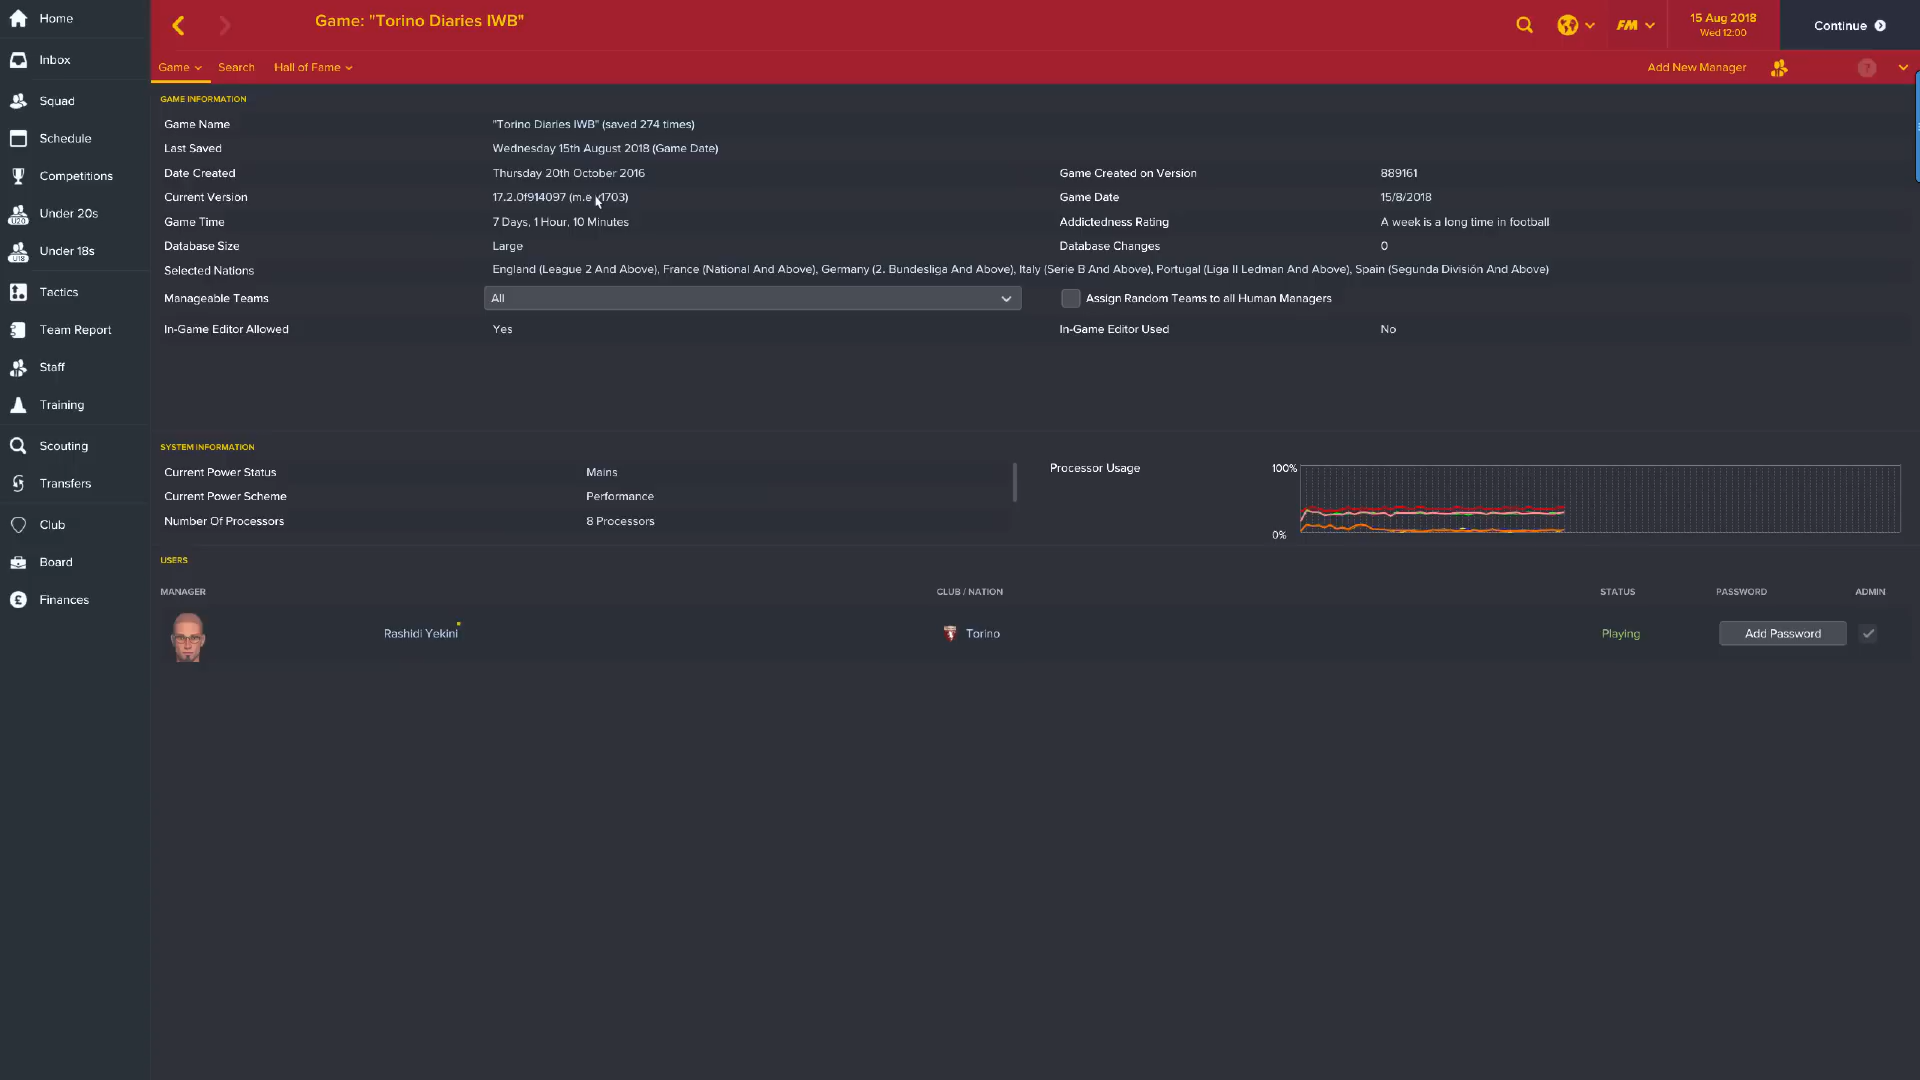 Home
Inbox
Squad
Schedule
Competitions
Under 20s
Under 18s
Tactics
Team Report
Staff
Training
Scouting
Transfers
Club
Board
Finances
Game: "Torino Diaries IWB"
FM
15 Aug 2018
Wed 12:00
Continue
Game
Search
Hall of Fame
Add New Manager
?
GAME INFORMATION
Game Name "Torino Diaries IWB" (saved 274 times)
Last Saved Wednesday 15th August 2018 (Game Date)
Date Created Thursday 20th October 2016 Game Created on Version 889161
Current Version 17.2.0f914097 (m.e v1703) Game Date 15/8/2018
Game Time 7 Days, 1 Hour, 10 Minutes Addictedness Rating A week is a long time in football
Database Size Large Database Changes 0
Selected Nations England (League 2 And Above), France (National And Above), Germany (2. Bundesliga And Above), Italy (Serie B And Above), Portugal (Liga II Ledman And Above), Spain (Segunda División And Above)
Manageable Teams All Assign Random Teams to all Human Managers
In-Game Editor Allowed Yes In-Game Editor Used No
SYSTEM INFORMATION
Current Power Status Mains Processor Usage 100%
Current Power Scheme Performance
Number Of Processors 8 Processors 0%
USERS
MANAGER CLUB / NATION STATUS PASSWORD ADMIN
Rashidi Yekini Torino Playing Add Password